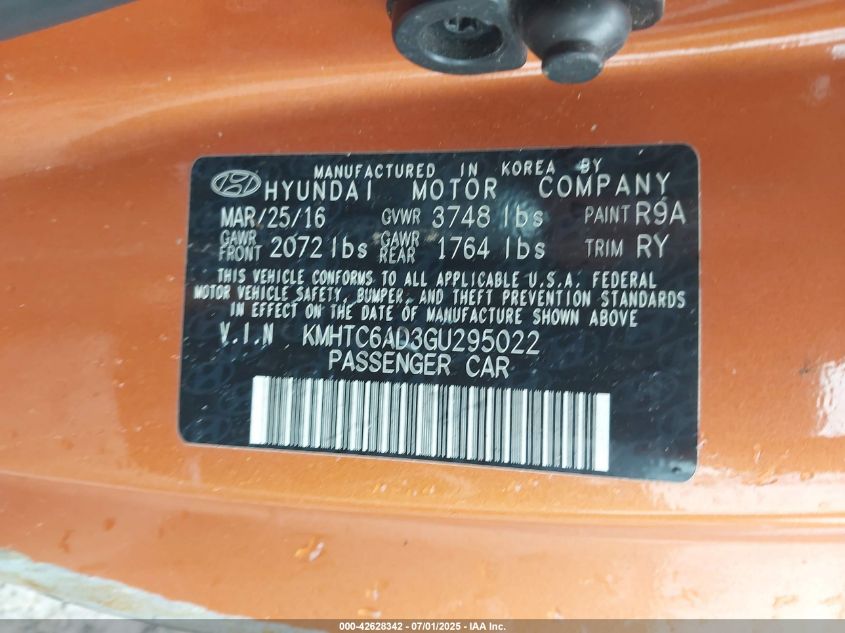 MANUFACTURED IN KOREA BY
HYUNDAI MOTOR COMPANY
MAR/25/16 GVWR 3748 lbs PAINT R9A
GAWR FRONT 2072 lbs GAWR REAR 1764 lbs TRIM RY
THIS VEHICLE CONFORMS TO ALL APPLICABLE U.S.A. FEDERAL
MOTOR VEHICLE SAFETY, BUMPER, AND THEFT PREVENTION STANDARDS
IN EFFECT ON THE DATE OF MANUFACTURE SHOWN ABOVE
V.I.N KMHTC6AD3GU295022
PASSENGER CAR
000-42628342 - 07/01/2025 - IAA Inc.